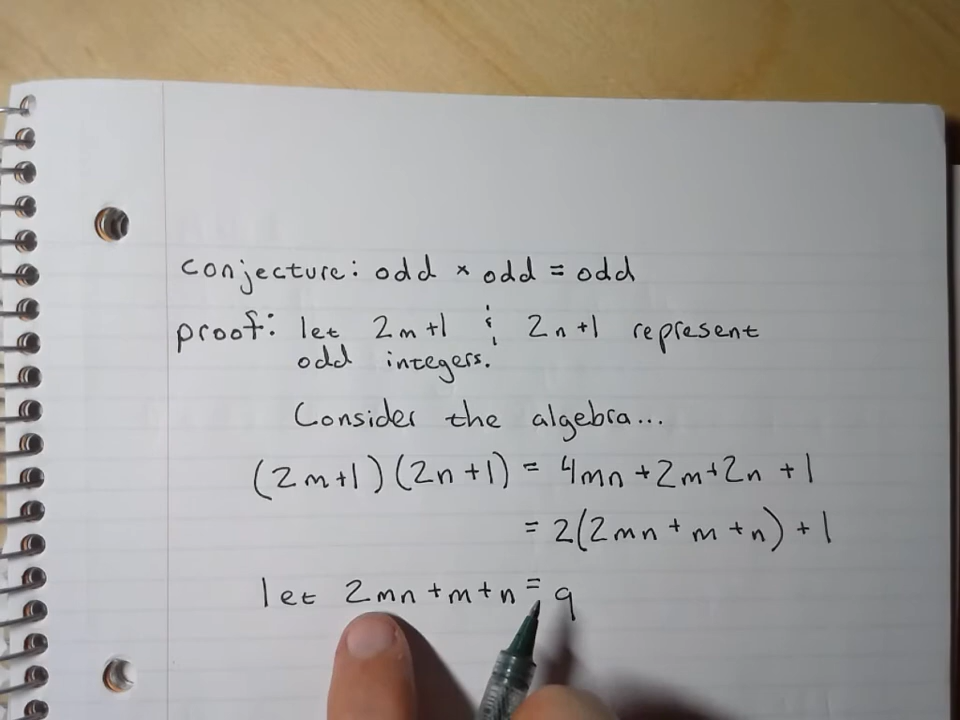 conjecture: odd × odd = odd
proof: let 2m+1 & 2n+1 represent
odd integers.
Consider the algebra...
(2m+1)(2n+1) = 4mn+2m+2n+1
= 2(2mn+m+n)+1
let 2mn+m+n = q